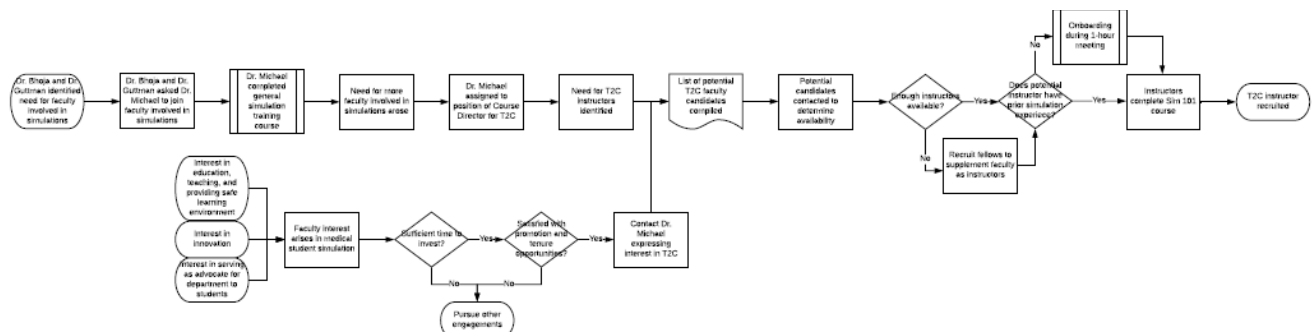 Dr. Bhoja and Dr.
Guttman identified
need for faculty
involved in
simulations
Dr. Bhoja and Dr.
Guttman asked Dr.
Michael to join
faculty involved in
simulations
Dr. Michael
completed
general simulation
training
course
Need for more
faculty involved in
simulations arose
Dr. Michael
assigned to
position of Course
Director for T2C
Need for T2C
instructors
identified
List of potential
T2C faculty
candidates
compiled
Potential
candidates
contacted to
determine
availability
Enough instructors
available?
Yes
No
Recruit fellows to
supplement faculty
as instructors
Does potential
instructor have
prior simulation
experiece?
No
Yes
Onboarding
during 1-hour
meeting
Instructors
complete Sim 101
course
T2C instructor
recruited
Interest in
education,
teaching, and
providing safe
learning
environment
Interest in
innovation
Interest in serving
as advocate for
department to
students
Faculty interest
arises in medical
student simulation
Sufficient time to
invest?
Yes
No
Satisfied with
promotion and
tenure
opportunities?
Yes
No
Contact Dr.
Michael
expressing
interest in T2C
Pursue other
engagements